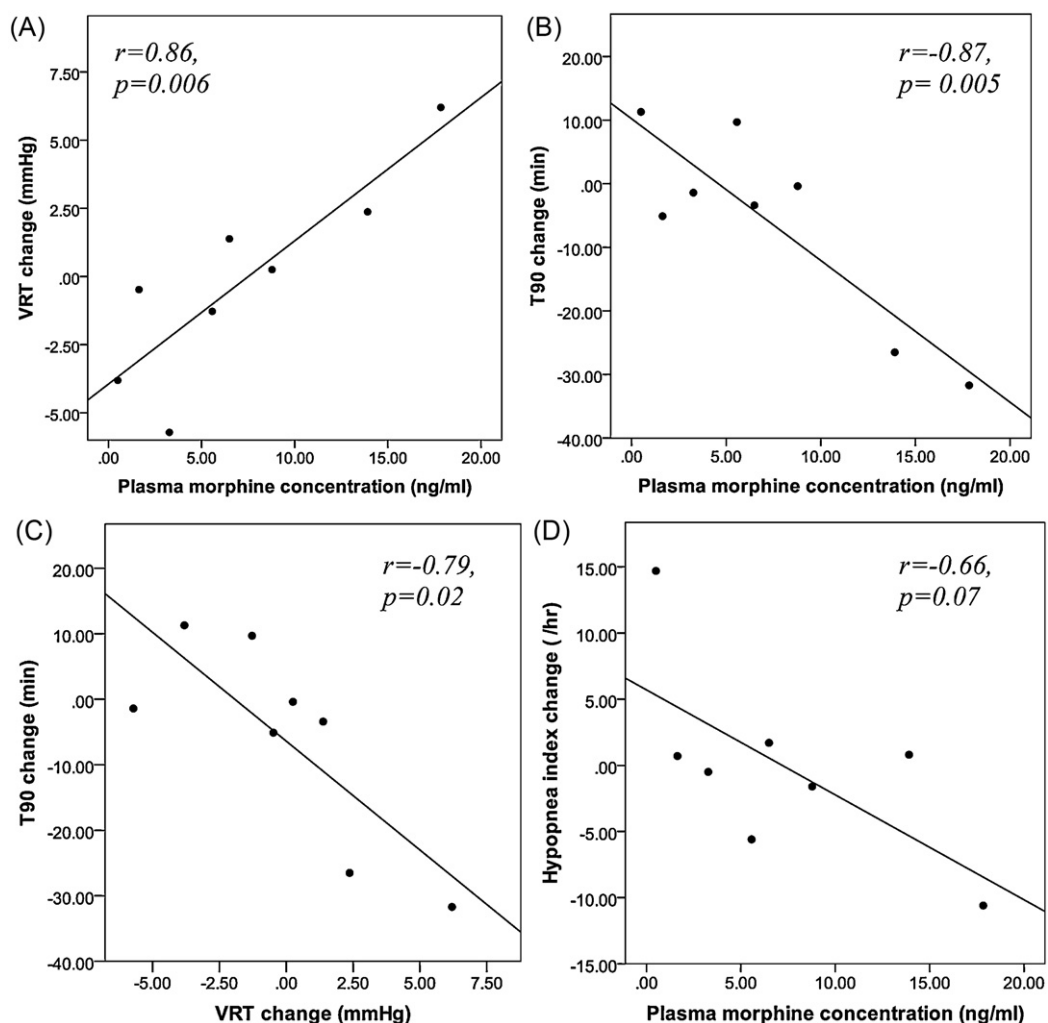 (A)
r=0.86,
p=0.006
VRT change (mmHg)
7.50
5.00
2.50
.00
-2.50
-5.00
.00 5.00 10.00 15.00 20.00
Plasma morphine concentration (ng/ml)
(B)
r=-0.87,
p= 0.005
T90 change (min)
20.00
10.00
.00
-10.00
-20.00
-30.00
-40.00
.00 5.00 10.00 15.00 20.00
Plasma morphine concentration (ng/ml)
(C)
r=-0.79,
p=0.02
T90 change (min)
20.00
10.00
.00
-10.00
-20.00
-30.00
-40.00
-5.00 -2.50 .00 2.50 5.00 7.50
VRT change (mmHg)
(D)
r=-0.66,
p=0.07
Hypopnea index change ( /hr)
15.00
10.00
5.00
.00
-5.00
-10.00
-15.00
.00 5.00 10.00 15.00 20.00
Plasma morphine concentration (ng/ml)